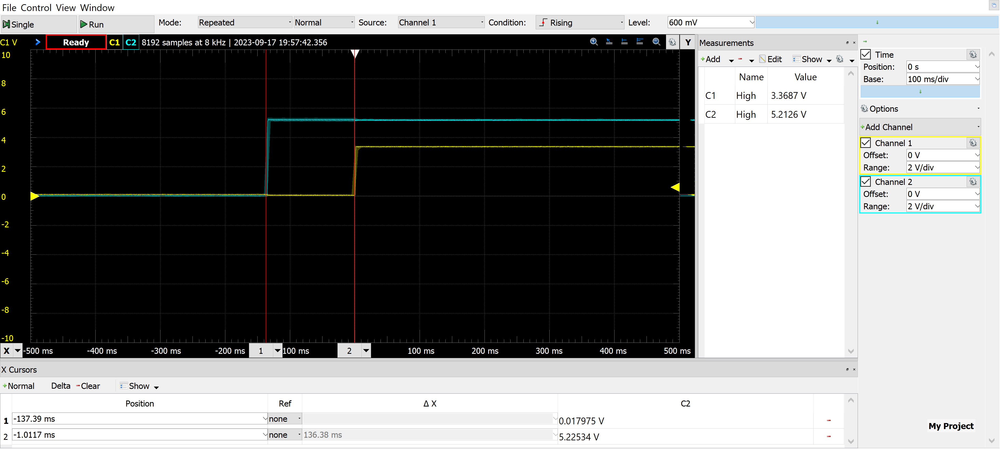 File Control View Window
Single Run Mode: Repeated Normal Source: Channel 1 Condition: Rising Level: 600 mV
C1 V Ready C1 C2 8192 samples at 8 kHz | 2023-09-17 19:57:42.356 Y
10
8
6
4
2
0
-2
-4
-6
-8
-10
X -500 ms -400 ms -300 ms -200 ms 1 100 ms 2 100 ms 200 ms 300 ms 400 ms 500 ms
Measurements
Add Edit Show
Name Value
C1 High 3.3687 V
C2 High 5.2126 V
Time
Position: 0 s
Base: 100 ms/div
Options
Add Channel
Channel 1
Offset: 0 V
Range: 2 V/div
Channel 2
Offset: 0 V
Range: 2 V/div
X Cursors
Normal Delta Clear Show
Position Ref Δ X C2
1 -137.39 ms none 0.017975 V
2 -1.0117 ms none 136.38 ms 5.22534 V
My Project